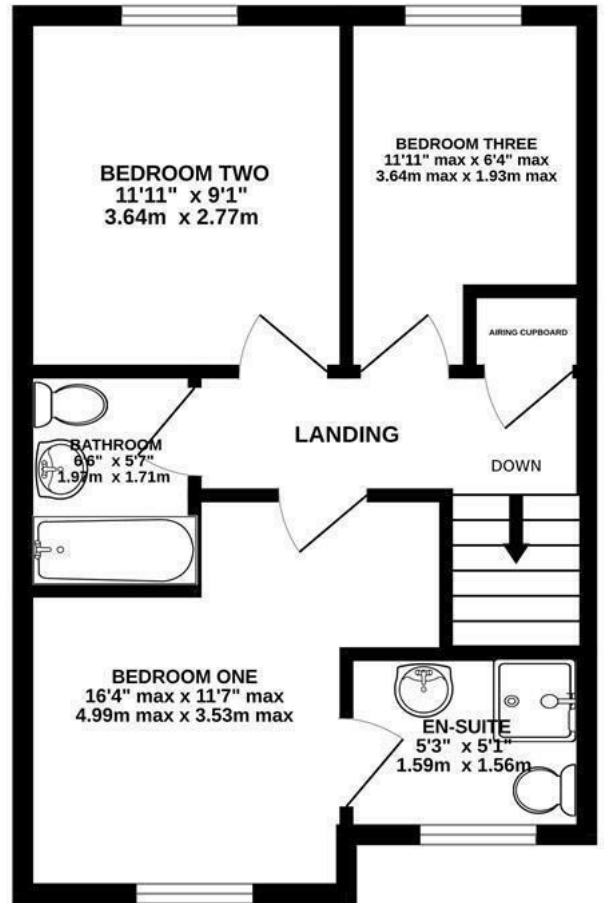 BEDROOM TWO
11'11" x 9'1"
3.64m x 2.77m
BEDROOM THREE
11'11" max x 6'4" max
3.64m max x 1.93m max
AIRING CUPBOARD
LANDING
DOWN
BATHROOM
6'6" x 5'7"
1.97m x 1.71m
BEDROOM ONE
16'4" max x 11'7" max
4.99m max x 3.53m max
EN-SUITE
5'3" x 5'1"
1.59m x 1.56m